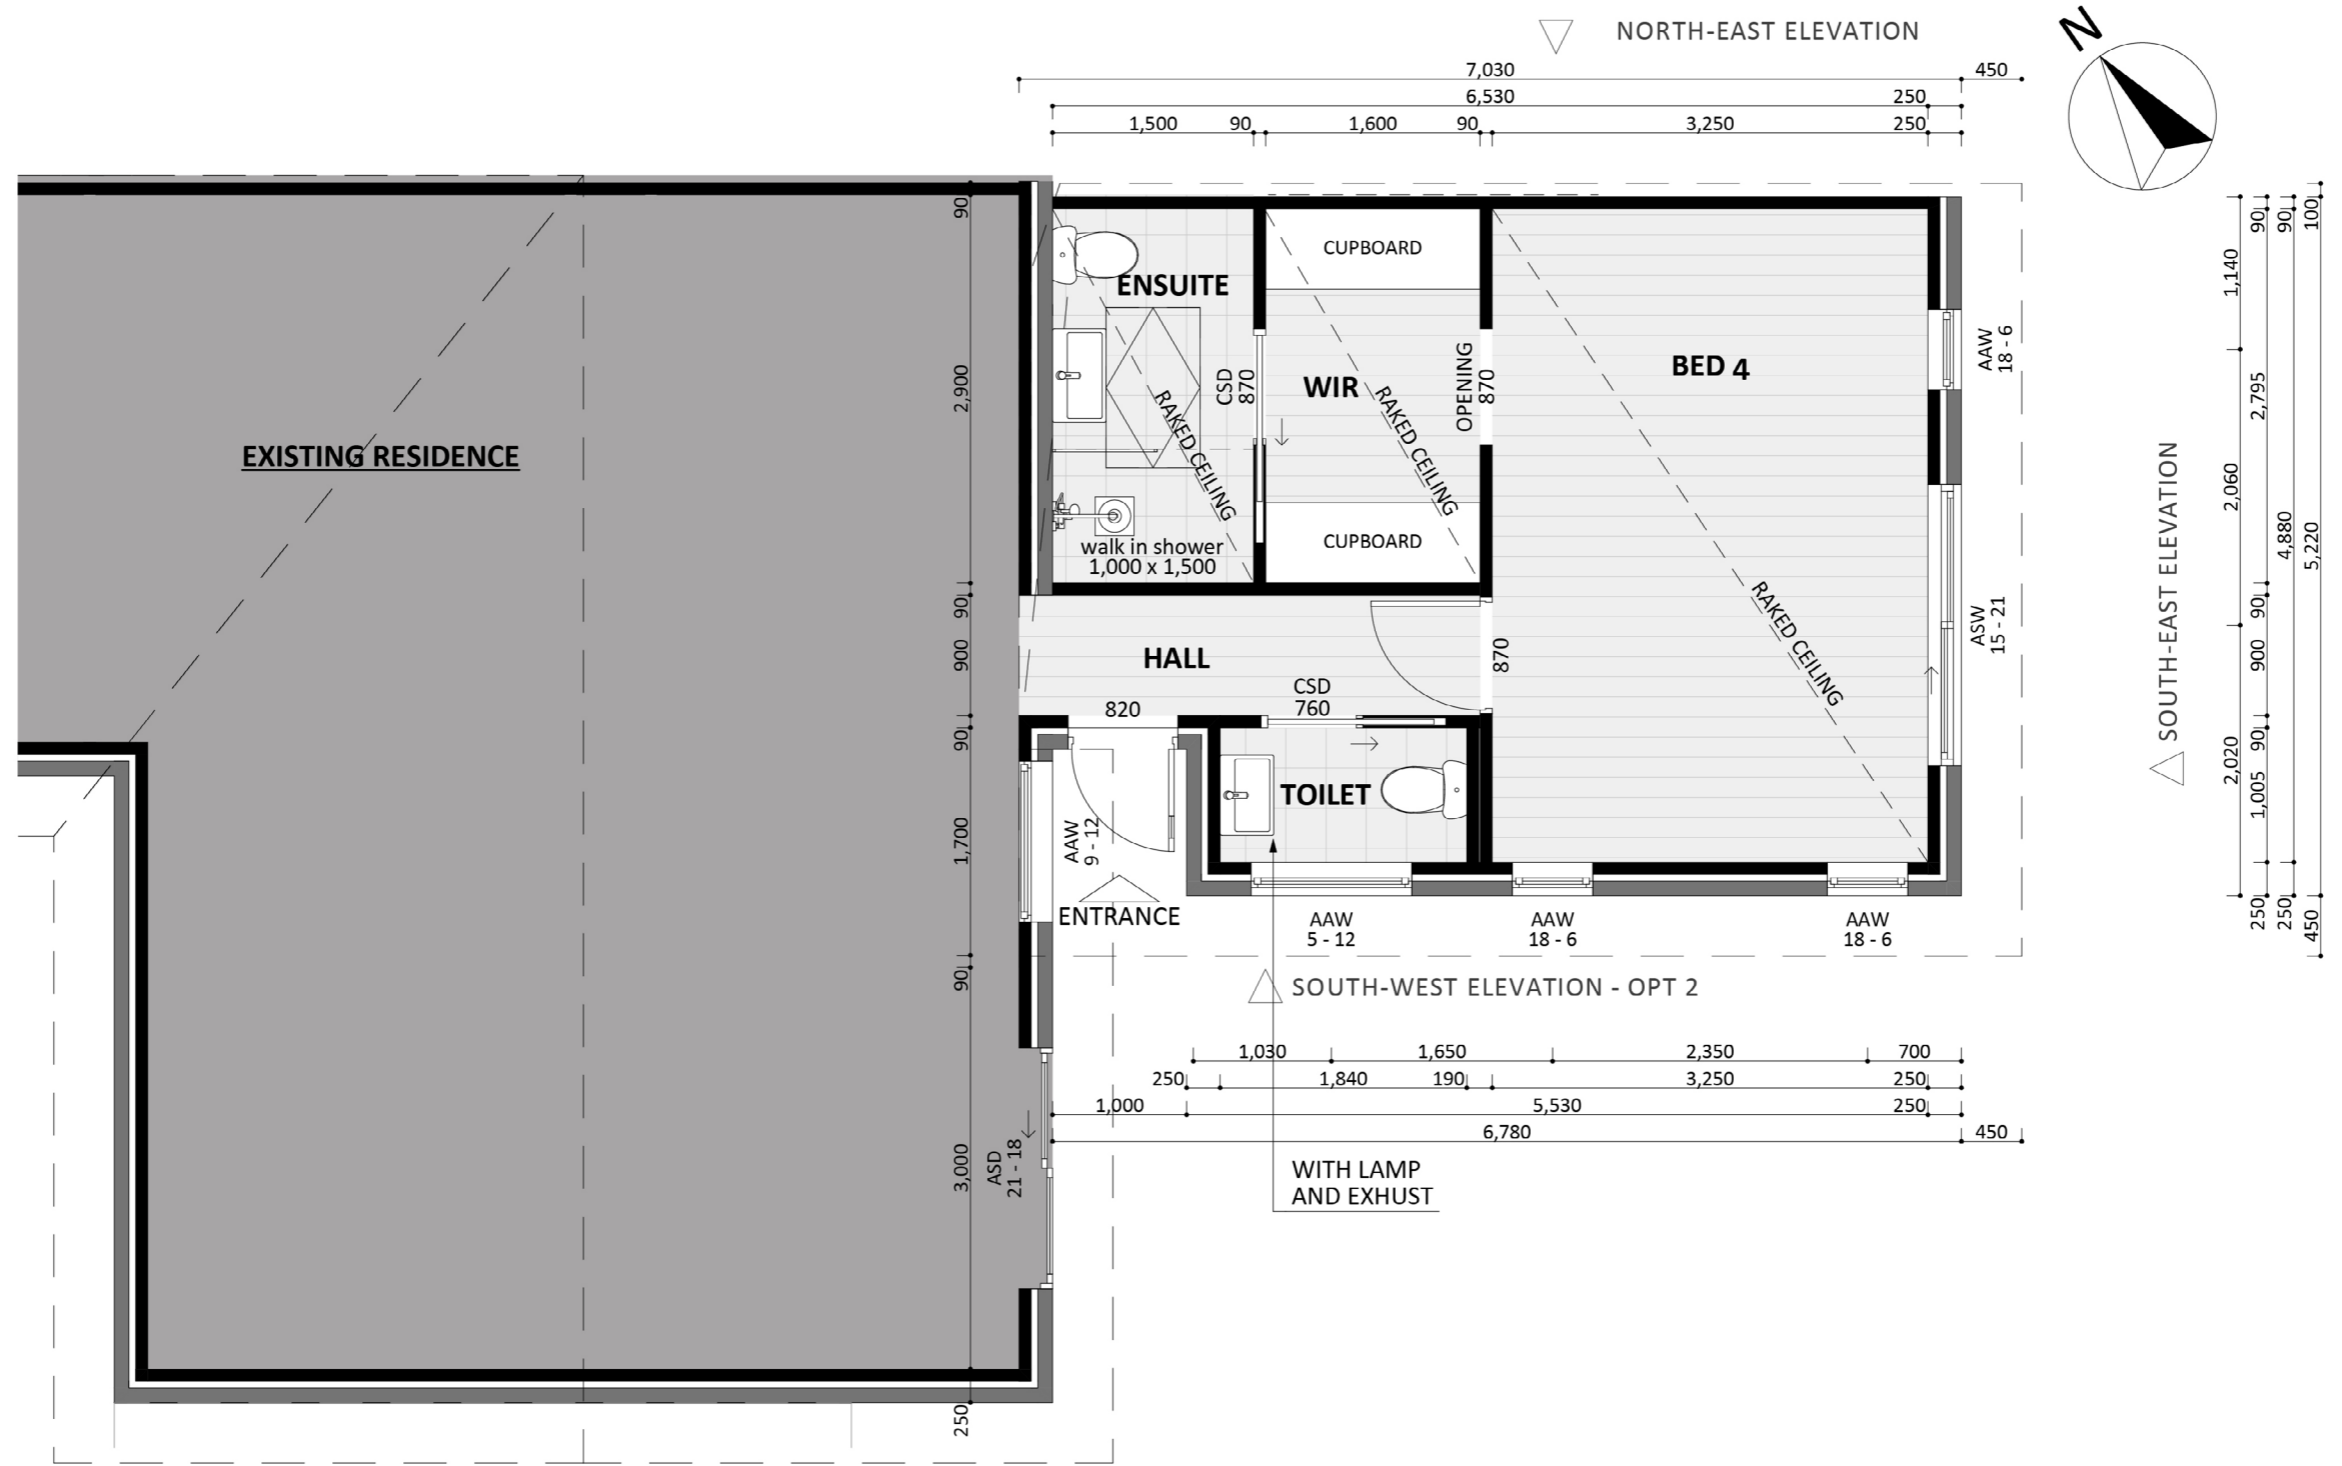 NORTH-EAST ELEVATION
N
7,030 450
6,530 250
1,500 90 1,600 90 3,250 250
90
2,900
90
900
90
1,700
90
3,000
250
EXISTING RESIDENCE
ENSUITE
RAKED CEILING
walk in shower
1,000 x 1,500
CSD
870
CUPBOARD
WIR
RAKED CEILING
CUPBOARD
OPENING
870
BED 4
RAKED CEILING
AAW
18 - 6
ASW
15 - 21
HALL
870
820
CSD
760
TOILET
AAW
9 - 12
ENTRANCE
AAW
5 - 12
AAW
18 - 6
AAW
18 - 6
SOUTH-WEST ELEVATION - OPT 2
1,030 1,650 2,350 700
250 1,840 190 3,250 250
1,000 5,530 250
6,780 450
WITH LAMP
AND EXHUST
ASD
21 - 18
SOUTH-EAST ELEVATION
1,140
2,060
2,020
90
2,795
90
900
90
1,005
250
90
4,880
250
100
5,220
450